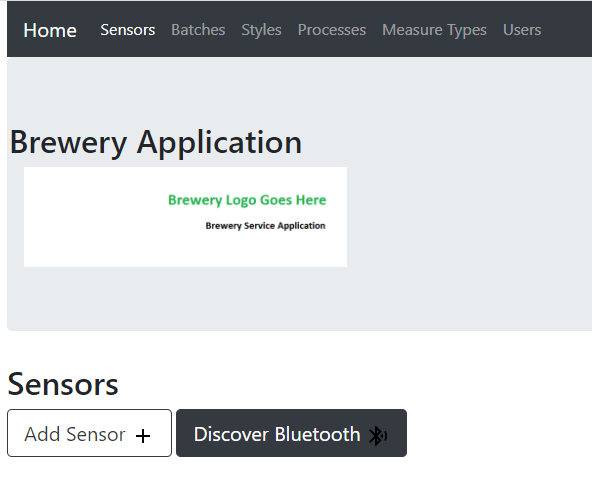 Home Sensors Batches Styles Processes Measure Types Users
Brewery Application
Brewery Logo Goes Here
Brewery Service Application
Sensors
Add Sensor + Discover Bluetooth